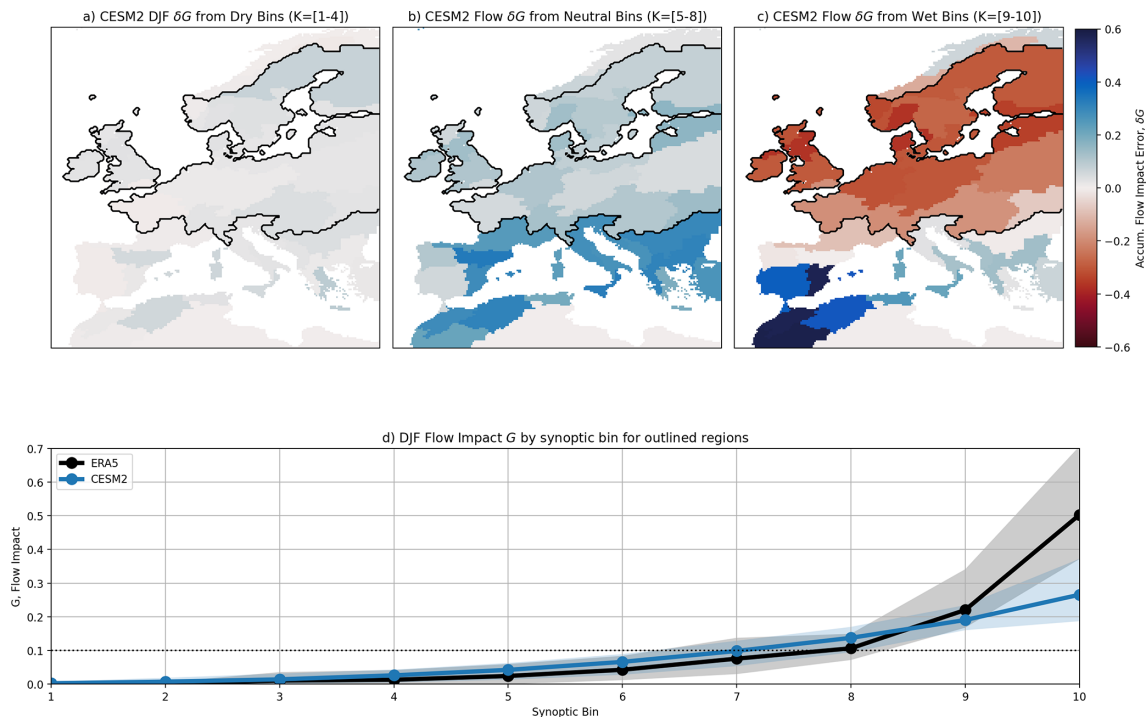 a) CESM2 DJF δG from Dry Bins (K=[1-4])
b) CESM2 Flow δG from Neutral Bins (K=[5-8])
c) CESM2 Flow δG from Wet Bins (K=[9-10])
0.6
0.4
0.2
0.0
−0.2
−0.4
−0.6
Accum. Flow Impact Error, δG
d) DJF Flow Impact G by synoptic bin for outlined regions
ERA5
CESM2
0.7
0.6
0.5
0.4
0.3
0.2
0.1
0.0
G, Flow Impact
1 2 3 4 5 6 7 8 9 10
Synoptic Bin